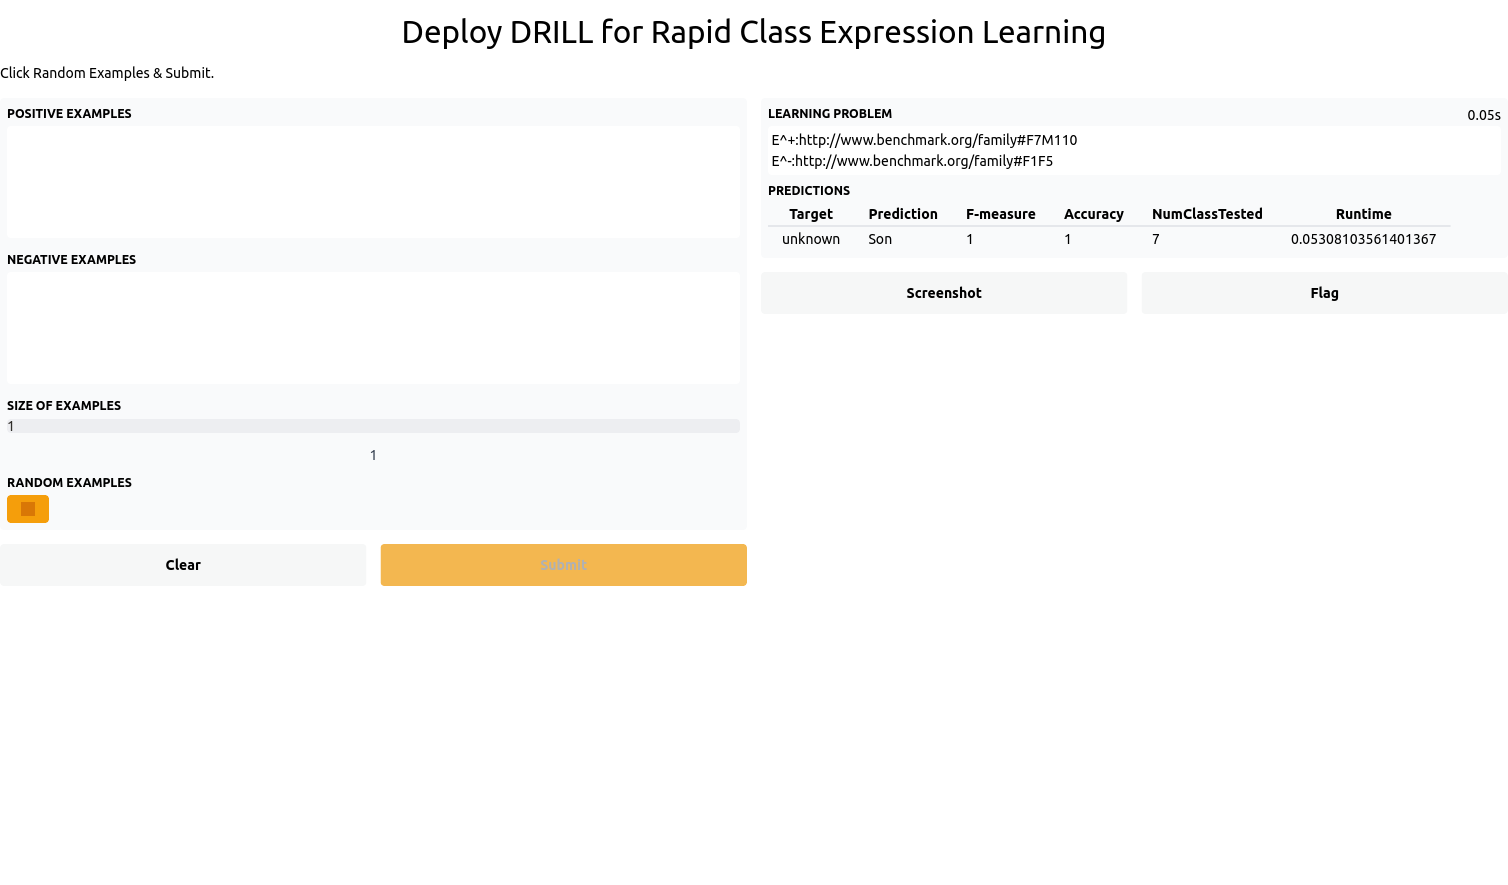 Deploy DRILL for Rapid Class Expression Learning
Click Random Examples & Submit.
POSITIVE EXAMPLES
NEGATIVE EXAMPLES
SIZE OF EXAMPLES
1
1
RANDOM EXAMPLES
Clear
Submit
LEARNING PROBLEM
0.05s
E^+:http://www.benchmark.org/family#F7M110
E^-:http://www.benchmark.org/family#F1F5
PREDICTIONS
Target Prediction F-measure Accuracy NumClassTested Runtime
unknown Son 1 1 7 0.05308103561401367
Screenshot
Flag